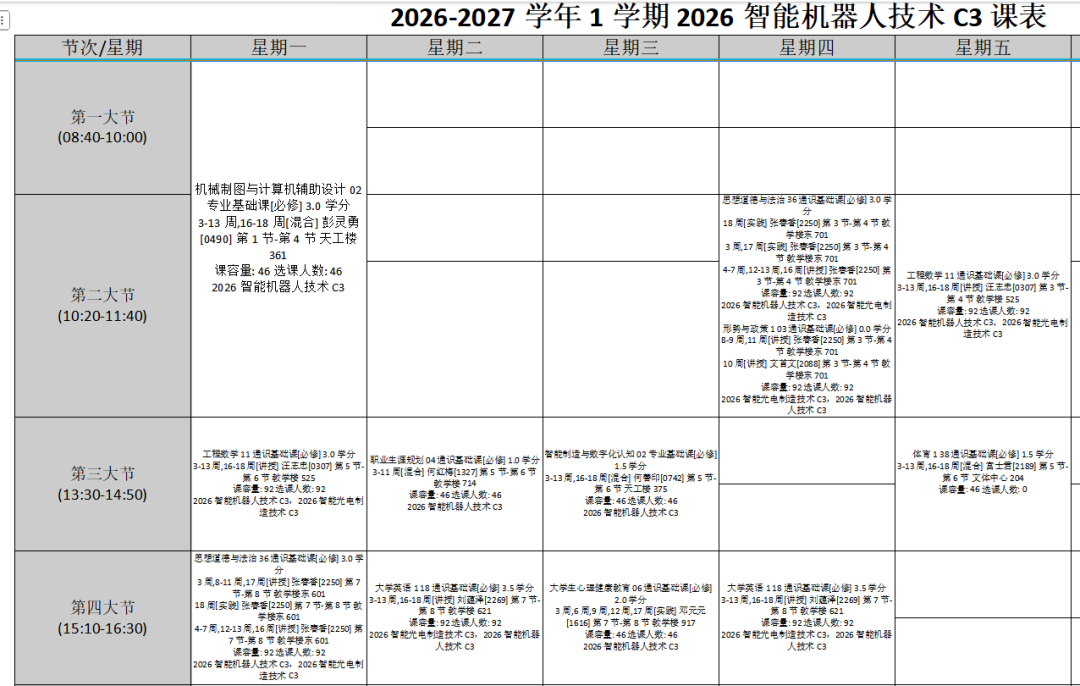 2026-2027 学年 1 学期 2026 智能机器人技术 C3 课表
节次/星期
星期一
星期二
星期三
星期四
星期五
第一大节
(08:40-10:00)
机械制图与计算机辅助设计 02
专业基础课[必修] 3.0 学分
3-13 周,16-18 周[混合] 彭灵勇
[0490] 第 1 节-第 4 节 天工楼
361
课容量: 46 选课人数: 46
2026 智能机器人技术 C3
第二大节
(10:20-11:40)
思想道德与法治 36 通识基础课[必修] 3.0 学
分
18 周[实践] 张春香[2250] 第 3 节-第 4 节 教
学楼东 701
3 周,17 周[实践] 张春香[2250] 第 3 节-第 4
节 教学楼东 701
4-7 周,12-13 周,16 周[讲授] 张春香[2250] 第
3 节-第 4 节 教学楼东 701
课容量: 92 选课人数: 92
2026 智能机器人技术 C3，2026 智能光电制
造技术 C3
形势与政策 1 03 通识基础课[必修] 0.0 学分
8-9 周,11 周[讲授] 张春香[2250] 第 3 节-第 4
节 教学楼东 701
10 周[讲授] 文首文[2088] 第 3 节-第 4 节 教
学楼东 701
课容量: 92 选课人数: 92
2026 智能光电制造技术 C3，2026 智能机器
人技术 C3
工程数学 11 通识基础课[必修] 3.0 学分
3-13 周,16-18 周[讲授] 汪志忠[0307] 第 3 节-
第 4 节 教学楼 525
课容量: 92 选课人数: 92
2026 智能机器人技术 C3，2026 智能光电制
造技术 C3
第三大节
(13:30-14:50)
工程数学 11 通识基础课[必修] 3.0 学分
3-13 周,16-18 周[讲授] 汪志忠[0307] 第 5 节-
第 6 节 教学楼 525
课容量: 92 选课人数: 92
2026 智能机器人技术 C3，2026 智能光电制
造技术 C3
职业生涯规划 04 通识基础课[必修] 1.0 学分
3-11 周[混合] 何红梅[1327] 第 5 节-第 6 节
教学楼 714
课容量: 46 选课人数: 46
2026 智能机器人技术 C3
智能制造与数字化认知 02 专业基础课[必修]
1.5 学分
3-13 周,16-18 周[混合] 何善印[0742] 第 5 节-
第 6 节 天工楼 375
课容量: 46 选课人数: 46
2026 智能机器人技术 C3
体育 1 38 通识基础课[必修] 1.5 学分
3-13 周,16-18 周[混合] 富士君[2189] 第 5 节-
第 6 节 文体中心 204
课容量: 46 选课人数: 0
第四大节
(15:10-16:30)
思想道德与法治 36 通识基础课[必修] 3.0 学
分
3 周,8-11 周,17 周[讲授] 张春香[2250] 第 7
节-第 8 节 教学楼东 601
18 周[实践] 张春香[2250] 第 7 节-第 8 节 教
学楼东 601
4-7 周,12-13 周,16 周[讲授] 张春香[2250] 第
7 节-第 8 节 教学楼东 601
课容量: 92 选课人数: 92
2026 智能机器人技术 C3，2026 智能光电制
造技术 C3
大学英语 1 18 通识基础课[必修] 3.5 学分
3-13 周,16-18 周[讲授] 刘蕴泽[2269] 第 7 节-
第 8 节 教学楼 621
课容量: 92 选课人数: 92
2026 智能光电制造技术 C3，2026 智能机器
人技术 C3
大学生心理健康教育 06 通识基础课[必修]
2.0 学分
3 周,6 周,9 周,12 周,17 周[实践] 邓元元
[1616] 第 7 节-第 8 节 教学楼 917
课容量: 46 选课人数: 46
2026 智能机器人技术 C3
大学英语 1 18 通识基础课[必修] 3.5 学分
3-13 周,16-18 周[讲授] 刘蕴泽[2269] 第 7 节-
第 8 节 教学楼 621
课容量: 92 选课人数: 92
2026 智能光电制造技术 C3，2026 智能机器
人技术 C3